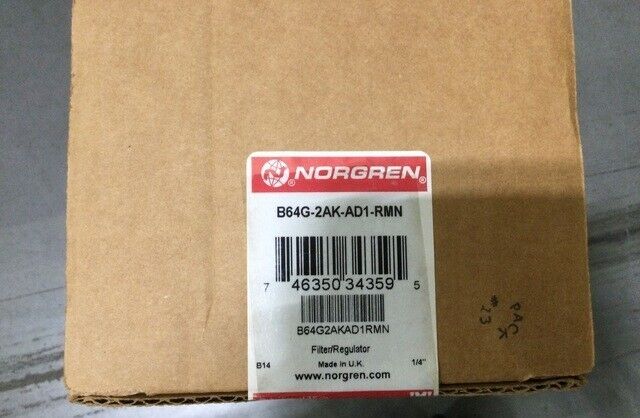 NORGREN®
B64G-2AK-AD1-RMN
7 46350 34359 5
B64G2AKAD1RMN
Filter/Regulator
B14 Made in U.K. 1/4"
www.norgren.com
IMI
PACK
#23